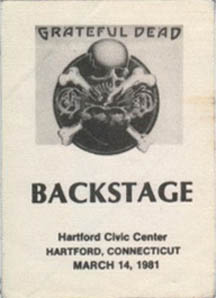 GRATEFUL DEAD
BACKSTAGE
Hartford Civic Center
HARTFORD, CONNECTICUT
MARCH 14, 1981